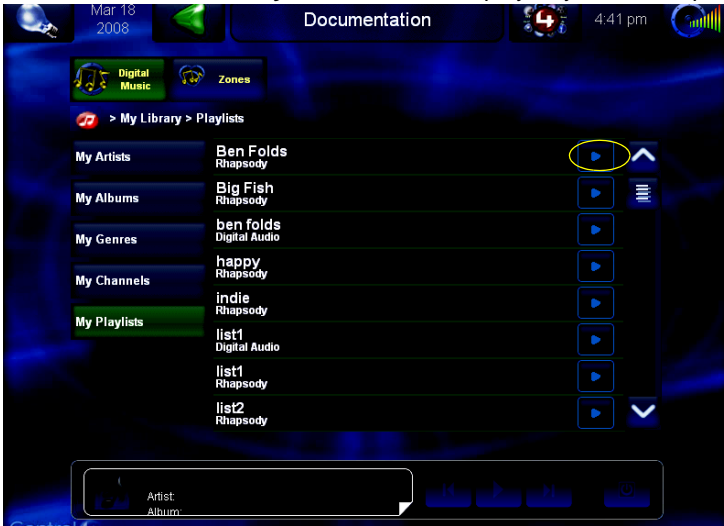 Mar 18
2008
Documentation
4
4:41 pm
Digital
Music
Zones
> My Library > Playlists
My Artists
My Albums
My Genres
My Channels
My Playlists
Ben Folds
Rhapsody
Big Fish
Rhapsody
ben folds
Digital Audio
happy
Rhapsody
indie
Rhapsody
list1
Digital Audio
list1
Rhapsody
list2
Rhapsody
Artist:
Album: